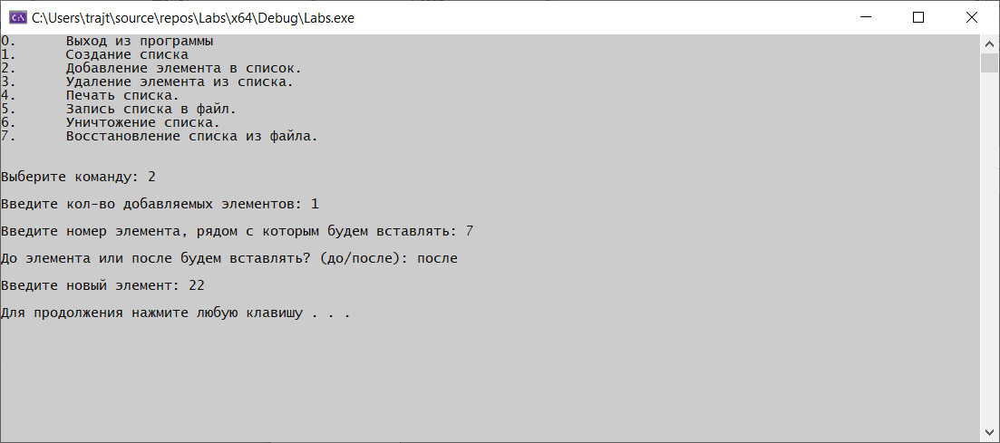 C:\Users\trajt\source\repos\Labs\x64\Debug\Labs.exe
0. Выход из программы
1. Создание списка
2. Добавление элемента в список.
3. Удаление элемента из списка.
4. Печать списка.
5. Запись списка в файл.
6. Уничтожение списка.
7. Восстановление списка из файла.
Выберите команду: 2
Введите кол-во добавляемых элементов: 1
Введите номер элемента, рядом с которым будем вставлять: 7
До элемента или после будем вставлять? (до/после): после
Введите новый элемент: 22
Для продолжения нажмите любую клавишу . . .